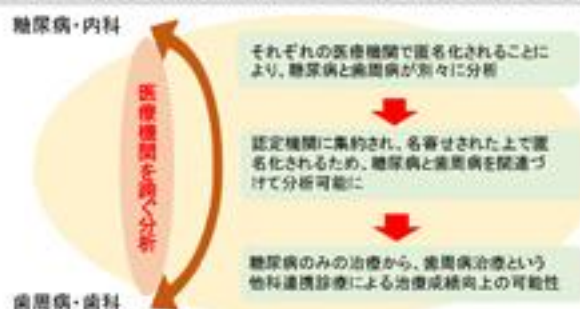 糖尿病・内科
医療機関を跨ぐ分析
それぞれの医療機関で匿名化されることに
より、糖尿病と歯周病が別々に分析
認定機関に集約され、名寄せされた上で匿
名化されるため、糖尿病と歯周病を関連づ
けて分析可能に
糖尿病のみの治療から、歯周病治療という
他科連携診療による治療成績向上の可能性
歯周病・歯科